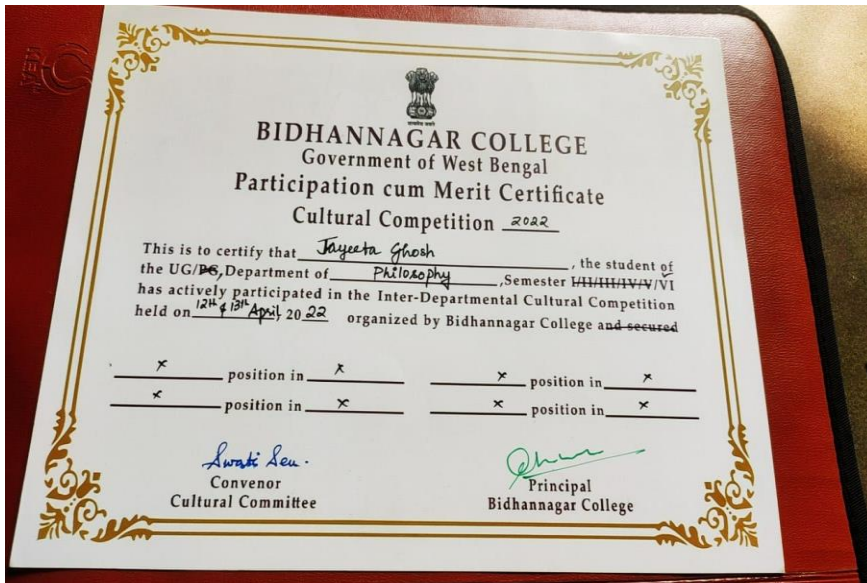 BIDHANNAGAR COLLEGE
Government of West Bengal
Participation cum Merit Certificate
Cultural Competition 2022
This is to certify that Jayeeta Ghosh, the student of
the UG/PG, Department of Philosophy, Semester I/II/III/IV/V/VI
has actively participated in the Inter-Departmental Cultural Competition
held on 12th & 13th April, 2022 organized by Bidhannagar College and secured
x position in x x position in x
x position in x x position in x
Swati Sen.
Convenor Principal
Cultural Committee Bidhannagar College